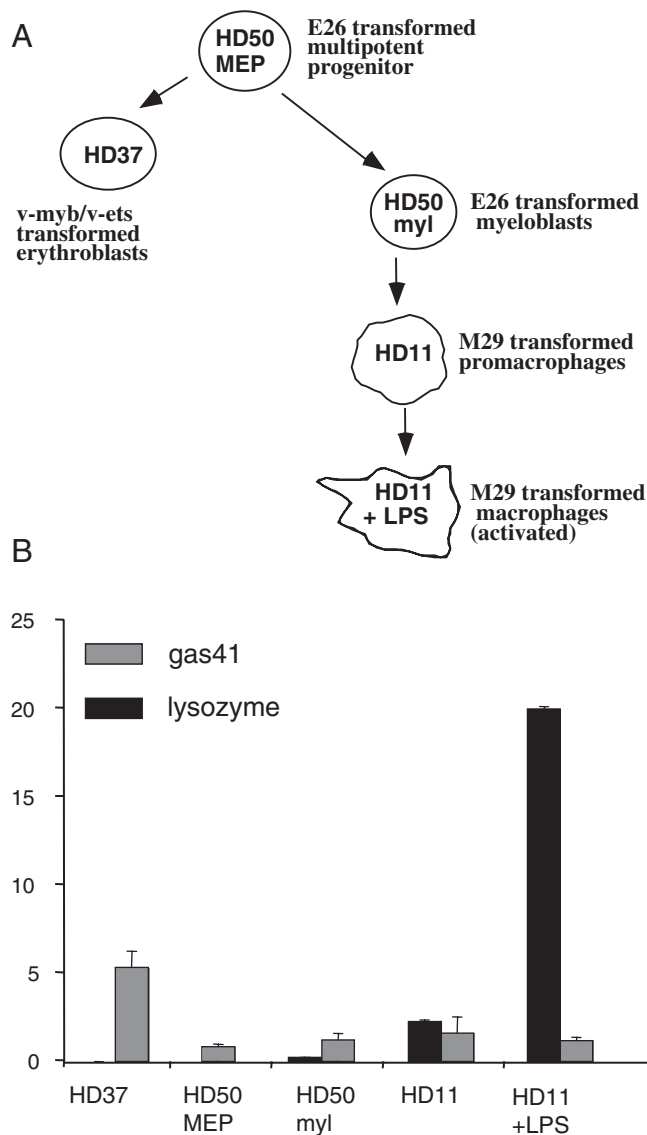 A
HD50
MEP
E26 transformed
multipotent
progenitor
HD37
v-myb/v-ets
transformed
erythroblasts
HD50
myl
E26 transformed
myeloblasts
HD11
M29 transformed
promacrophages
HD11
+ LPS
M29 transformed
macrophages
(activated)
B
25
20
15
10
5
0
gas41
lysozyme
HD37
HD50
MEP
HD50
myl
HD11
HD11
+LPS